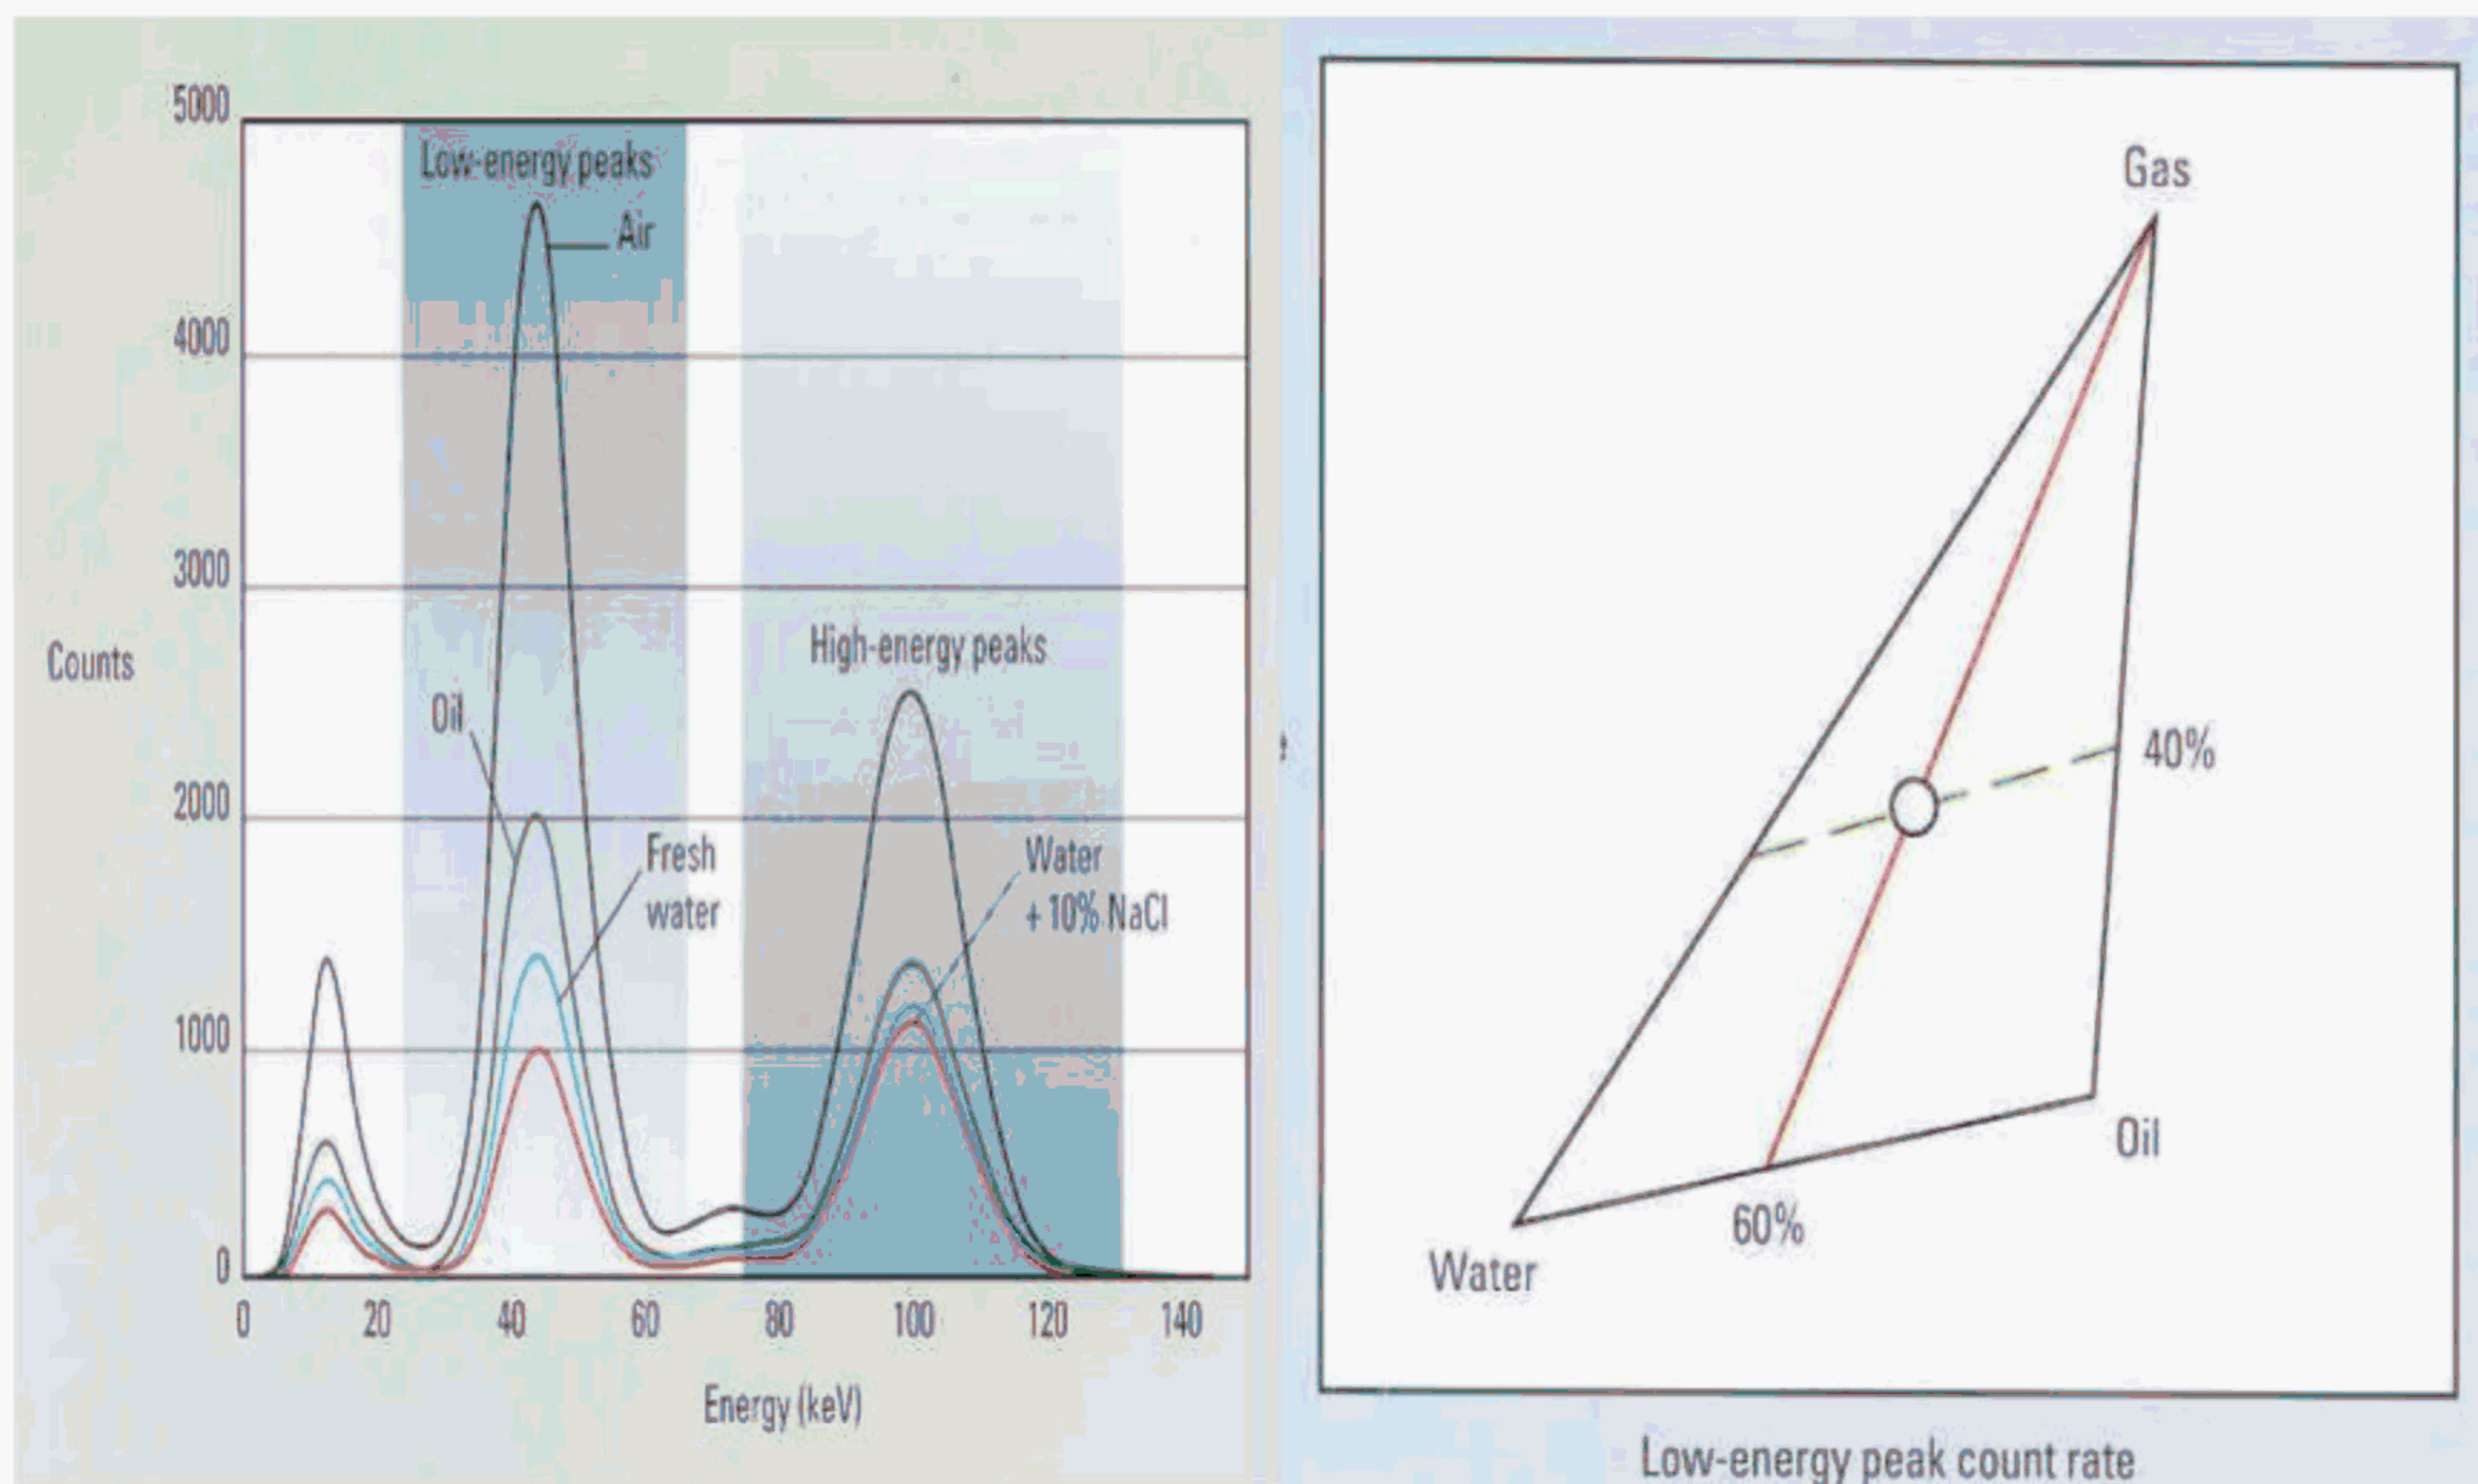 5000
4000
3000
2000
1000
0
Counts
Low-energy peaks
Air
High-energy peaks
Oil
Fresh
water
Water
+ 10% NaCl
0 20 40 60 80 100 120 140
Energy (keV)
Gas
40%
Oil
60%
Water
Low-energy peak count rate